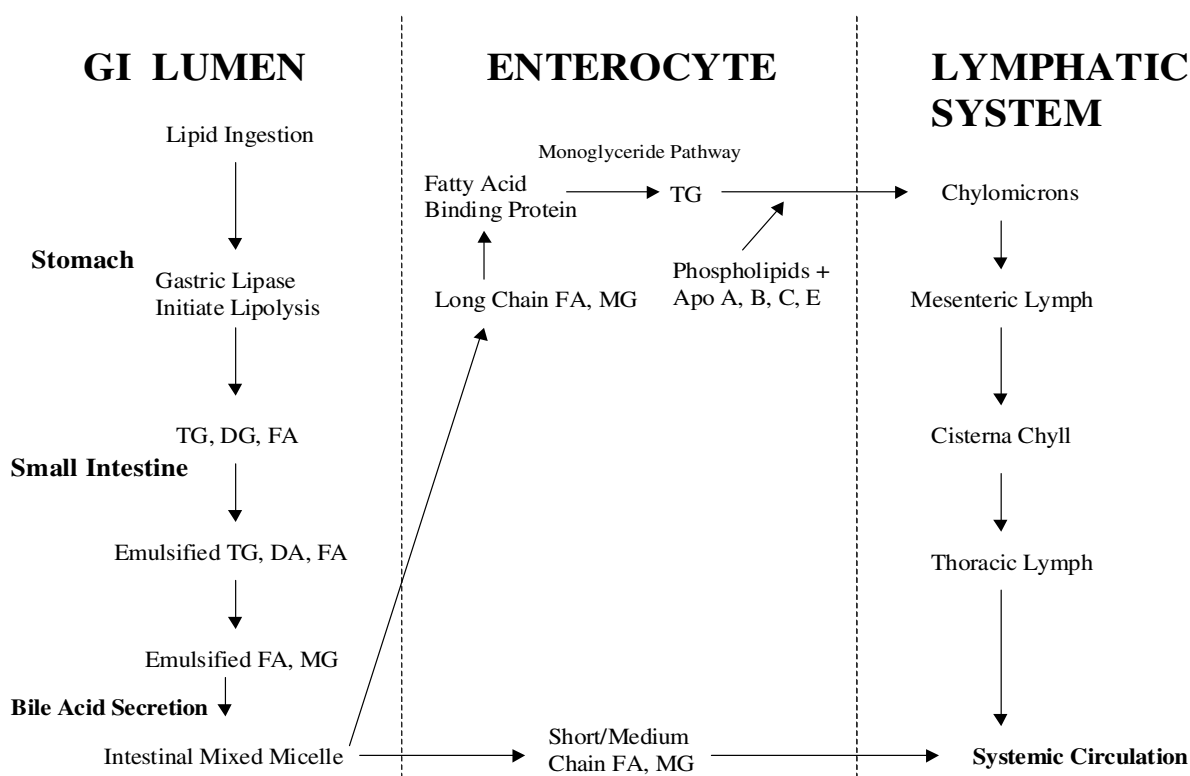 GI LUMEN
Lipid Ingestion
Stomach
Gastric Lipase
Initiate Lipolysis
TG, DG, FA
Small Intestine
Emulsified TG, DA, FA
Emulsified FA, MG
Bile Acid Secretion
Intestinal Mixed Micelle
ENTEROCYTE
Monoglyceride Pathway
Fatty Acid
Binding Protein
TG
Phospholipids +
Apo A, B, C, E
Long Chain FA, MG
Short/Medium
Chain FA, MG
LYMPHATIC
SYSTEM
Chylomicrons
Mesenteric Lymph
Cisterna Chyll
Thoracic Lymph
Systemic Circulation